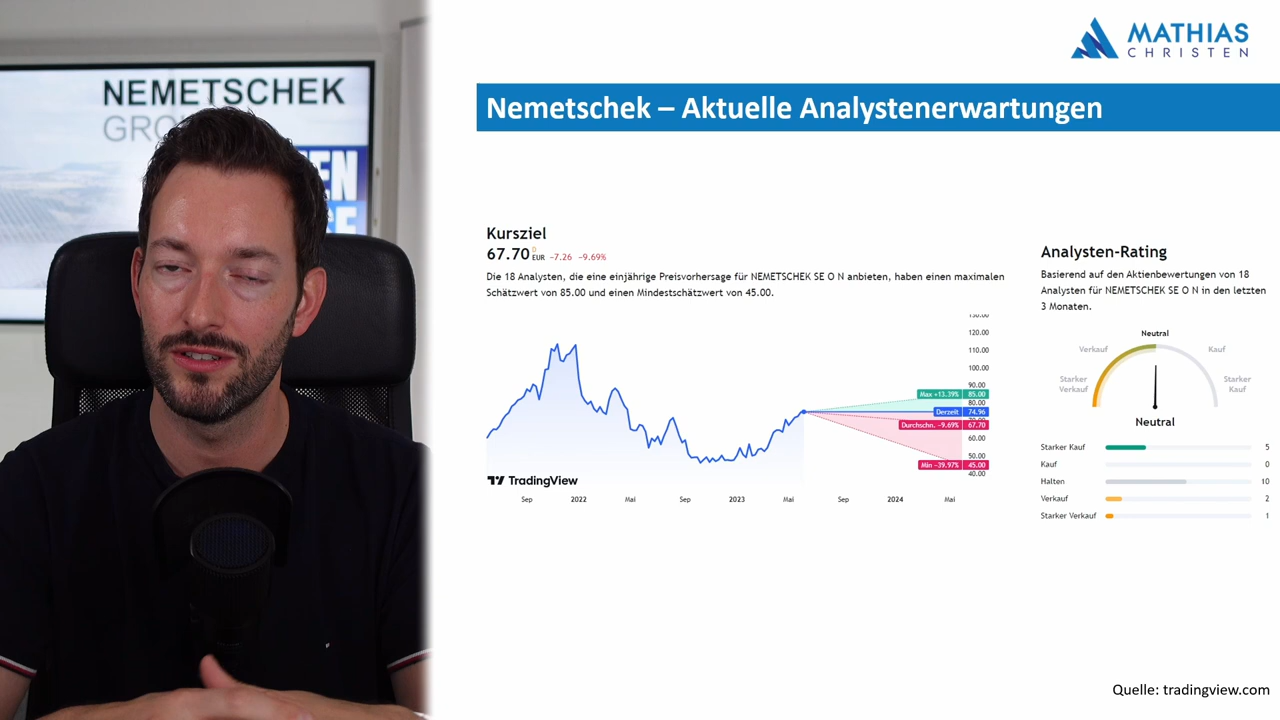 NEMETSCHEK
MATHIAS
CHRISTEN
Nemetschek – Aktuelle Analystenerwartungen
Kursziel
67.70 D EUR −7.26 −9.69%
Die 18 Analysten, die eine einjährige Preisvorhersage für NEMETSCHEK SE O N anbieten, haben einen maximalen
Schätzwert von 85.00 und einen Mindestschätzwert von 45.00.
130.00
120.00
110.00
100.00
90.00
Max +13.39% 85.00
80.00
Derzeit 74.96
Durchschn. −9.69% 67.70
60.00
50.00
Min −39.97% 45.00
40.00
TradingView
Sep 2022 Mai Sep 2023 Mai Sep 2024 Mai
Analysten-Rating
Basierend auf den Aktienbewertungen von 18
Analysten für NEMETSCHEK SE O N in den letzten
3 Monaten.
Neutral
Verkauf Kauf
Starker Verkauf
Starker Kauf
Neutral
Starker Kauf 5
Kauf 0
Halten 10
Verkauf 2
Starker Verkauf 1
Quelle: tradingview.com